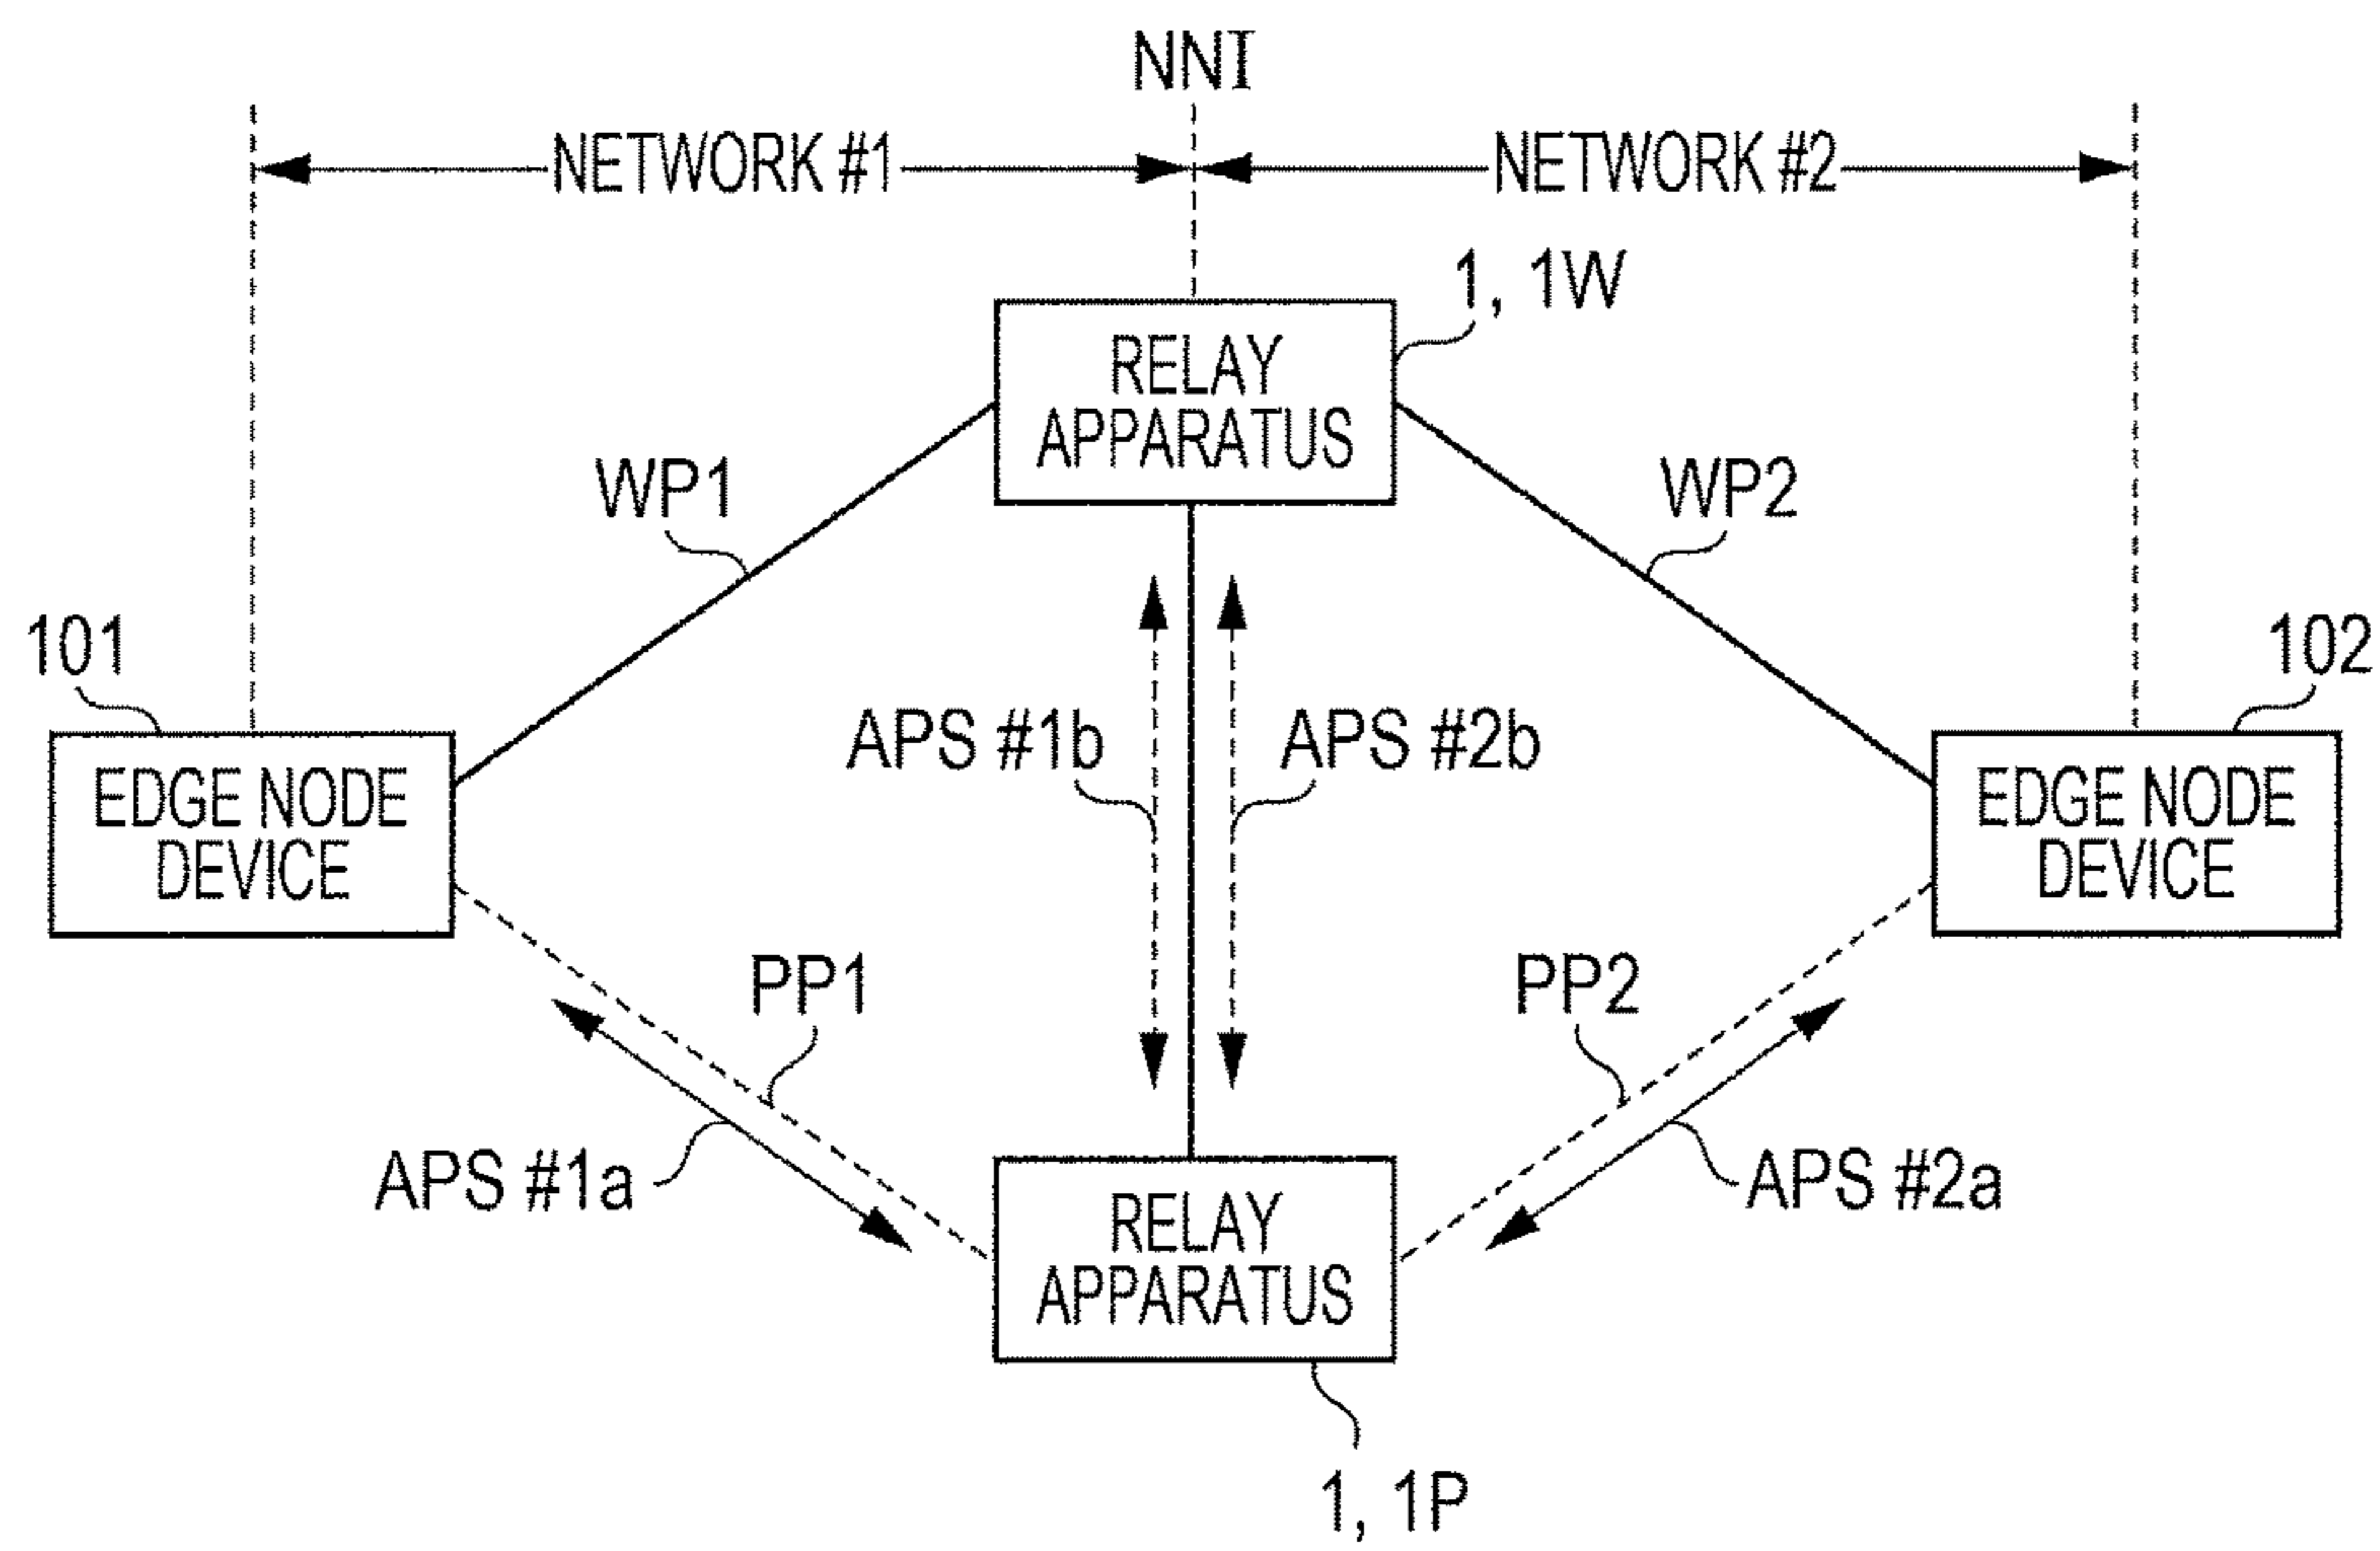 NNI
NETWORK #1
NETWORK #2
1, 1W
RELAY
APPARATUS
WP1
WP2
101
102
APS #1b
APS #2b
EDGE NODE
DEVICE
EDGE NODE
DEVICE
PP1
PP2
APS #1a
APS #2a
RELAY
APPARATUS
1, 1P